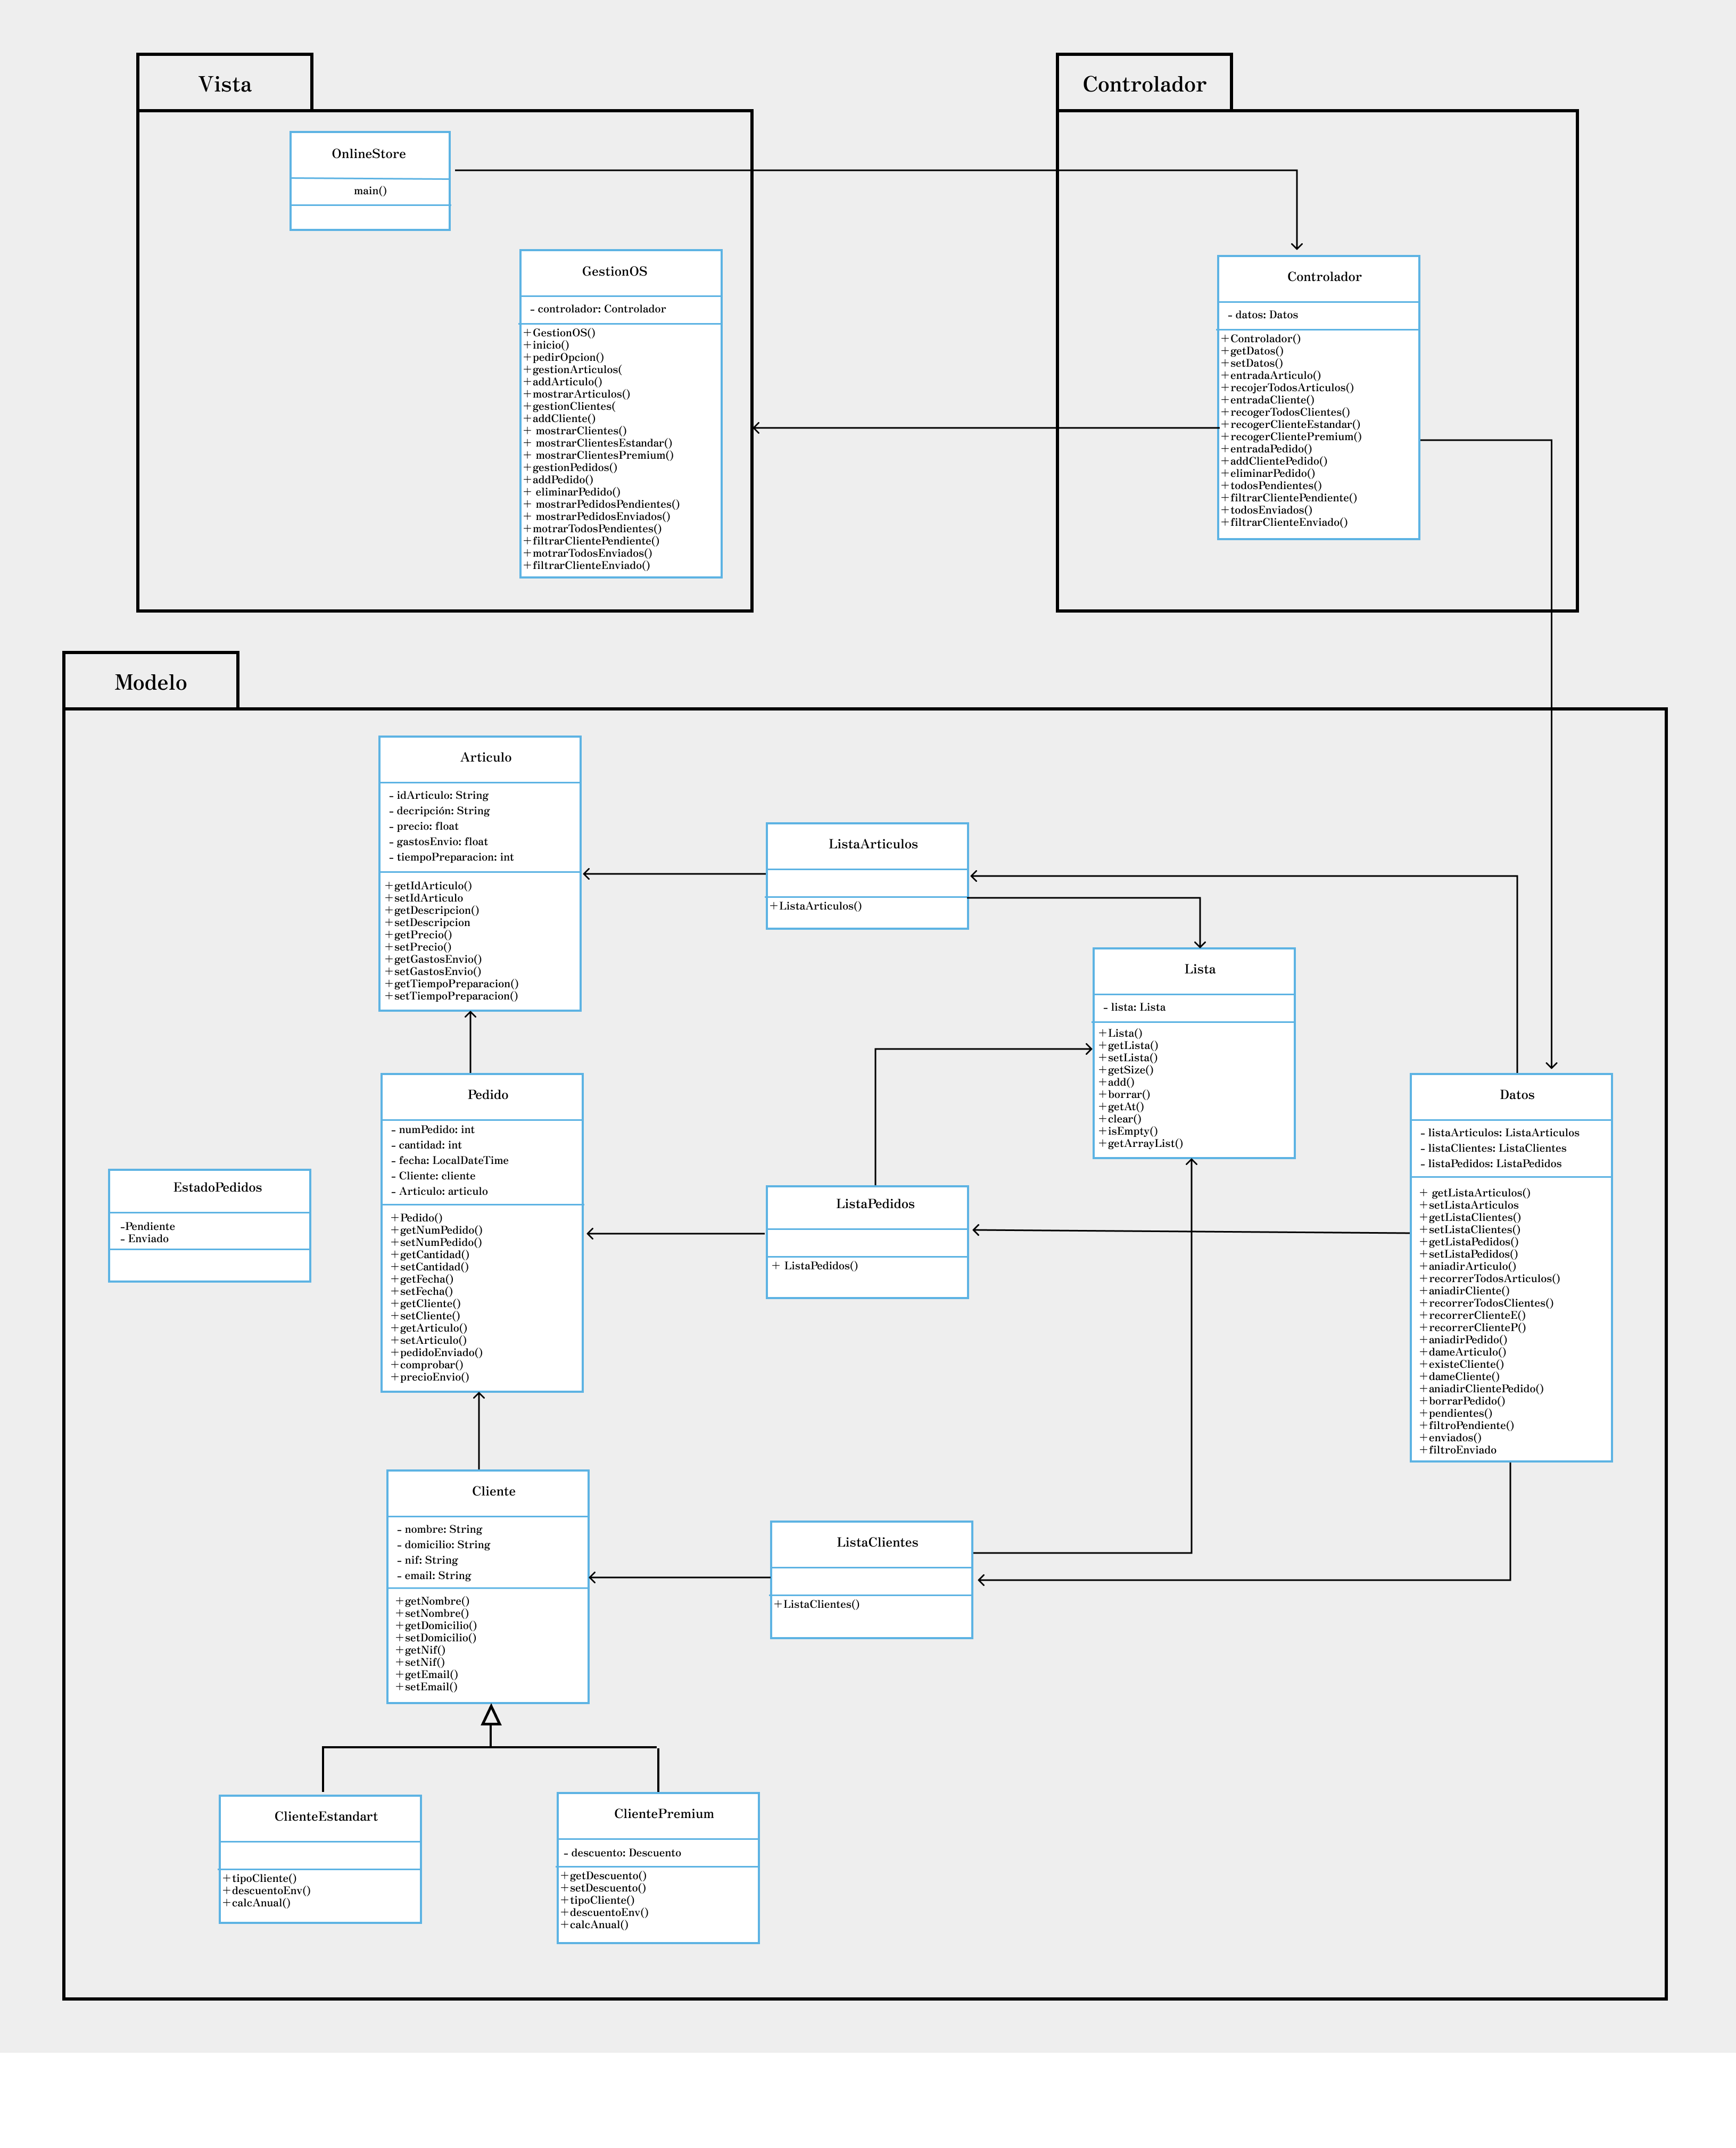 Vista
OnlineStore
main()
GestionOS
- controlador: Controlador
+GestionOS()
+inicio()
+pedirOpcion()
+gestionArticulos(
+addArticulo()
+mostrarArticulos()
+gestionClientes(
+addCliente()
+ mostrarClientes()
+ mostrarClientesEstandar()
+ mostrarClientesPremium()
+gestionPedidos()
+addPedido()
+ eliminarPedido()
+ mostrarPedidosPendientes()
+ mostrarPedidosEnviados()
+motrarTodosPendientes()
+filtrarClientePendiente()
+motrarTodosEnviados()
+filtrarClienteEnviado()
Controlador
Controlador
- datos: Datos
+Controlador()
+getDatos()
+setDatos()
+entradaArticulo()
+recojerTodosArticulos()
+entradaCliente()
+recogerTodosClientes()
+recogerClienteEstandar()
+recogerClientePremium()
+entradaPedido()
+addClientePedido()
+eliminarPedido()
+todosPendientes()
+filtrarClientePendiente()
+todosEnviados()
+filtrarClienteEnviado()
Modelo
Articulo
- idArticulo: String
- decripción: String
- precio: float
- gastosEnvio: float
- tiempoPreparacion: int
+getIdArticulo()
+setIdArticulo
+getDescripcion()
+setDescripcion
+getPrecio()
+setPrecio()
+getGastosEnvio()
+setGastosEnvio()
+getTiempoPreparacion()
+setTiempoPreparacion()
ListaArticulos
+ListaArticulos()
Lista
- lista: Lista
+Lista()
+getLista()
+setLista()
+getSize()
+add()
+borrar()
+getAt()
+clear()
+isEmpty()
+getArrayList()
Pedido
- numPedido: int
- cantidad: int
- fecha: LocalDateTime
- Cliente: cliente
- Articulo: articulo
+Pedido()
+getNumPedido()
+setNumPedido()
+getCantidad()
+setCantidad()
+getFecha()
+setFecha()
+getCliente()
+setCliente()
+getArticulo()
+setArticulo()
+pedidoEnviado()
+comprobar()
+precioEnvio()
Datos
- listaArticulos: ListaArticulos
- listaClientes: ListaClientes
- listaPedidos: ListaPedidos
+ getListaArticulos()
+setListaArticulos
+getListaClientes()
+setListaClientes()
+getListaPedidos()
+setListaPedidos()
+aniadirArticulo()
+recorrerTodosArticulos()
+aniadirCliente()
+recorrerTodosClientes()
+recorrerClienteE()
+recorrerClienteP()
+aniadirPedido()
+dameArticulo()
+existeCliente()
+dameCliente()
+aniadirClientePedido()
+borrarPedido()
+pendientes()
+filtroPendiente()
+enviados()
+filtroEnviado
EstadoPedidos
-Pendiente
- Enviado
ListaPedidos
+ ListaPedidos()
Cliente
- nombre: String
- domicilio: String
- nif: String
- email: String
+getNombre()
+setNombre()
+getDomicilio()
+setDomicilio()
+getNif()
+setNif()
+getEmail()
+setEmail()
ListaClientes
+ListaClientes()
ClienteEstandart
+tipoCliente()
+descuentoEnv()
+calcAnual()
ClientePremium
- descuento: Descuento
+getDescuento()
+setDescuento()
+tipoCliente()
+descuentoEnv()
+calcAnual()